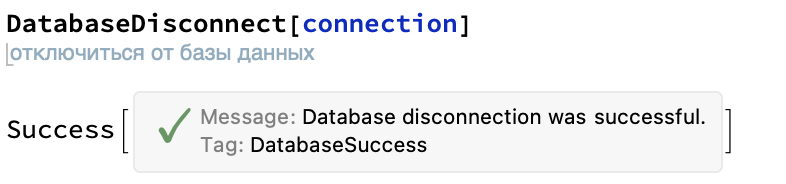 DatabaseDisconnect[connection]
отключиться от базы данных
Success[
✓ Message: Database disconnection was successful.
Tag: DatabaseSuccess
]